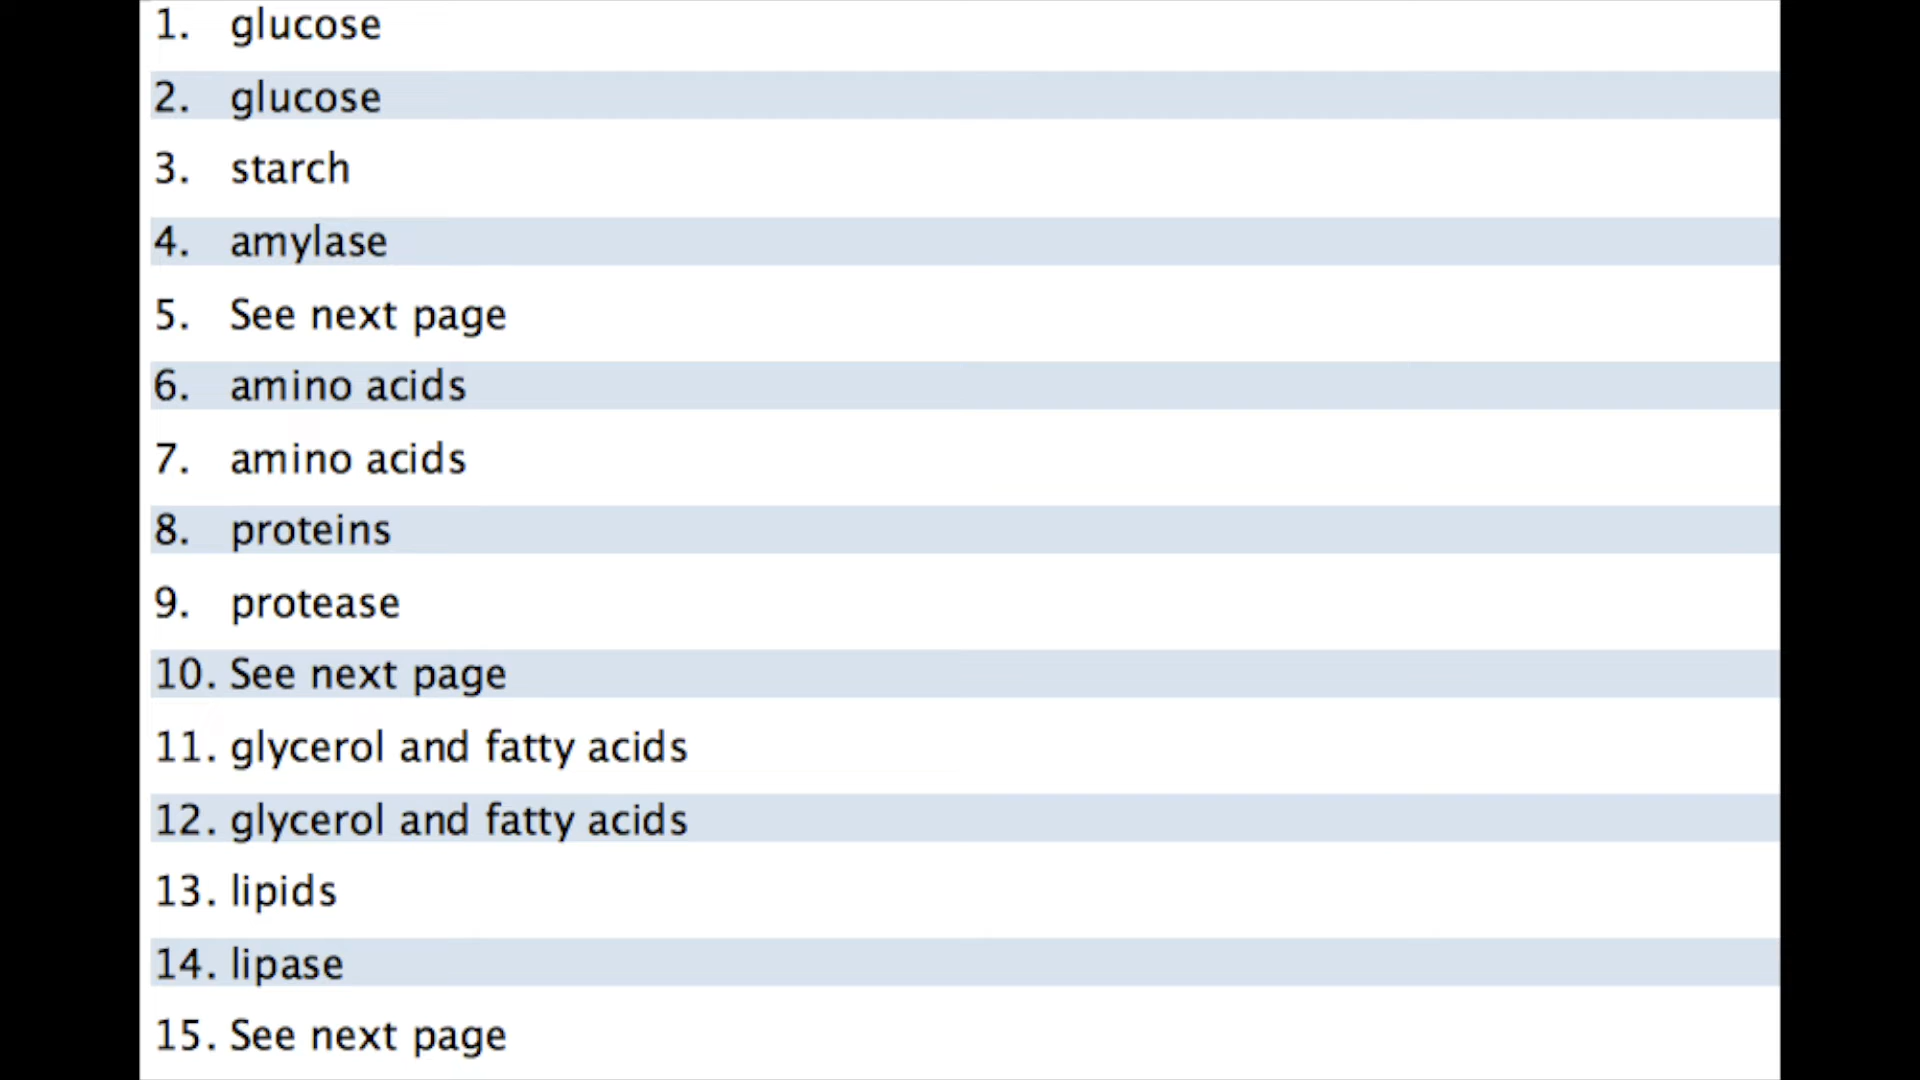 1. glucose
2. glucose
3. starch
4. amylase
5. See next page
6. amino acids
7. amino acids
8. proteins
9. protease
10. See next page
11. glycerol and fatty acids
12. glycerol and fatty acids
13. lipids
14. lipase
15. See next page